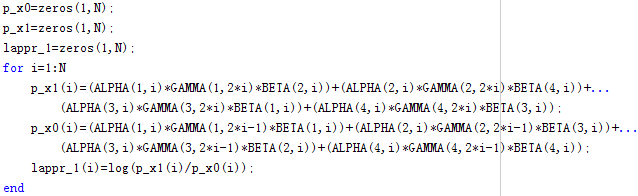 p_x0=zeros(1,N);
p_x1=zeros(1,N);
lappr_1=zeros(1,N);
for i=1:N
p_x1(i)=(ALPHA(1,i)*GAMMA(1,2*i)*BETA(2,i))+(ALPHA(2,i)*GAMMA(2,2*i)*BETA(4,i))+...
(ALPHA(3,i)*GAMMA(3,2*i)*BETA(1,i))+(ALPHA(4,i)*GAMMA(4,2*i)*BETA(3,i));
p_x0(i)=(ALPHA(1,i)*GAMMA(1,2*i-1)*BETA(1,i))+(ALPHA(2,i)*GAMMA(2,2*i-1)*BETA(3,i))+...
(ALPHA(3,i)*GAMMA(3,2*i-1)*BETA(2,i))+(ALPHA(4,i)*GAMMA(4,2*i-1)*BETA(4,i));
lappr_1(i)=log(p_x1(i)/p_x0(i));
end